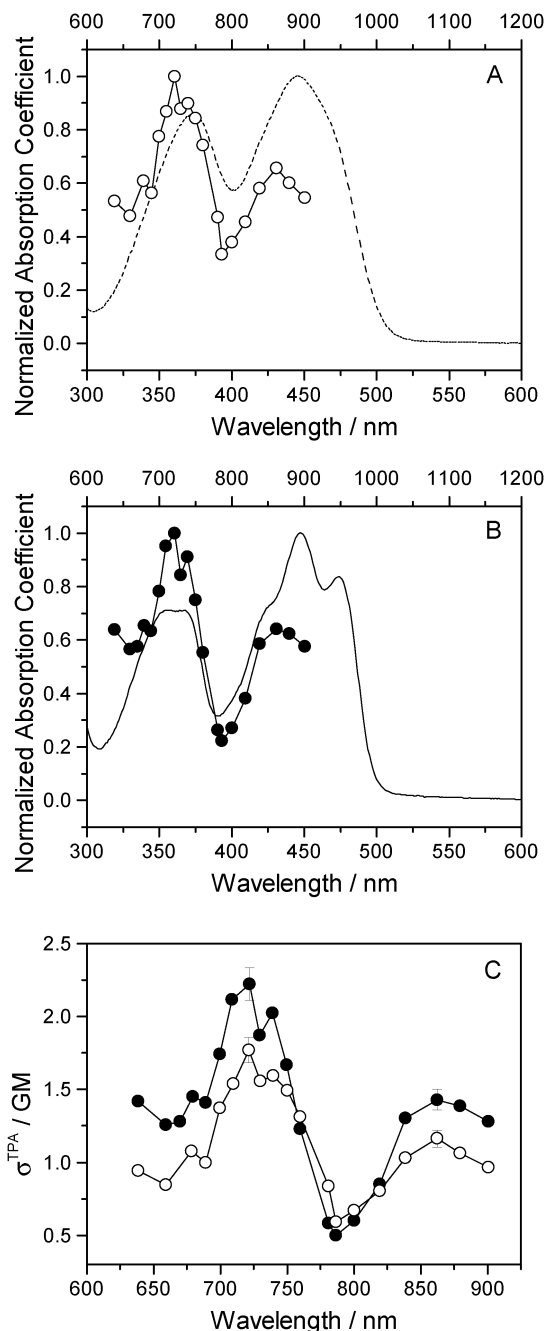 600 700 800 900 1000 1100 1200
A
Normalized Absorption Coefficient
1.0
0.8
0.6
0.4
0.2
0.0
300 350 400 450 500 550 600
Wavelength / nm
600 700 800 900 1000 1100 1200
B
Normalized Absorption Coefficient
1.0
0.8
0.6
0.4
0.2
0.0
300 350 400 450 500 550 600
Wavelength / nm
C
σTPA / GM
2.5
2.0
1.5
1.0
0.5
600 650 700 750 800 850 900
Wavelength / nm